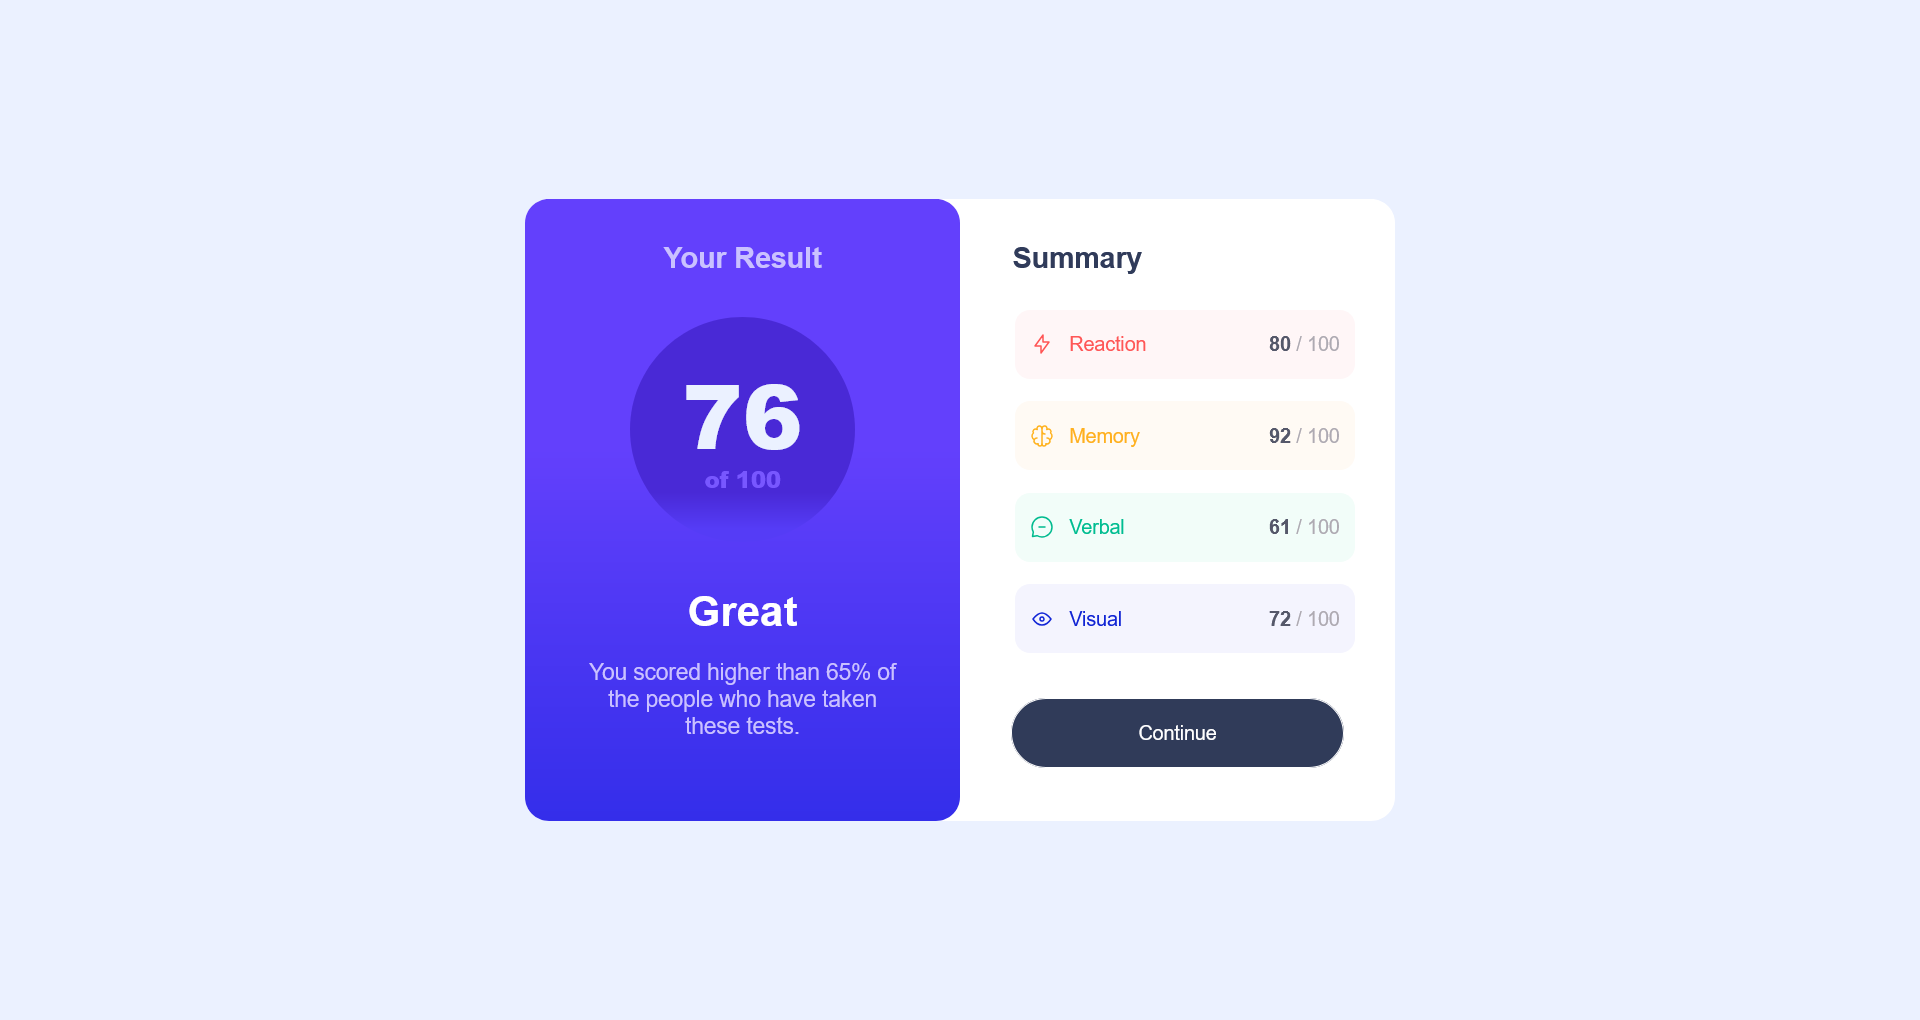 Your Result
76
of 100
Great
You scored higher than 65% of
the people who have taken
these tests.
Summary
Reaction 80 / 100
Memory 92 / 100
Verbal 61 / 100
Visual 72 / 100
Continue